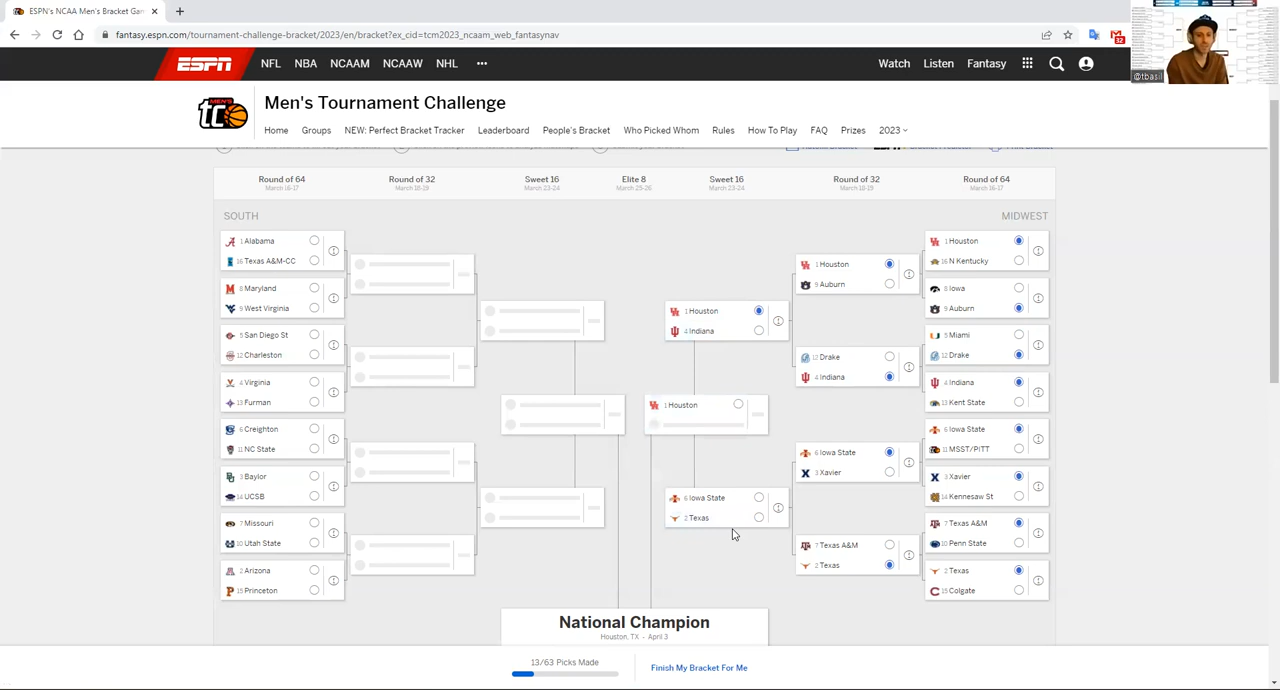 ESPN's NCAA Men's Bracket Gam
fantasy.espn.com/tournament-challe
@tbasil
ESPN
NFL NBA MLB NCAAM
Watch Listen Fantasy
Men's Tournament Challenge
Home Groups NEW: Perfect Bracket Tracker Leaderboard People's Bracket Who Picked Whom Rules How To Play FAQ Prizes 2023
Round of 64 Round of 32 Sweet 16 Elite 8 Sweet 16 Round of 32 Round of 64
March 16-17 March 18-19 March 23-24 March 25-26 March 23-24 March 18-19 March 16-17
SOUTH
1 Alabama
16 Texas A&M-CC
8 Maryland
9 West Virginia
5 San Diego St
12 Charleston
4 Virginia
13 Furman
6 Creighton
11 NC State
3 Baylor
14 UCSB
7 Missouri
10 Utah State
2 Arizona
15 Princeton
MIDWEST
1 Houston
16 N Kentucky
8 Iowa
9 Auburn
5 Miami
12 Drake
4 Indiana
13 Kent State
6 Iowa State
11 MSST/PITT
3 Xavier
14 Kennesaw St
7 Texas A&M
10 Penn State
2 Texas
15 Colgate
1 Houston
9 Auburn
12 Drake
4 Indiana
6 Iowa State
3 Xavier
7 Texas A&M
2 Texas
1 Houston
4 Indiana
6 Iowa State
2 Texas
1 Houston
National Champion
Houston, TX - April 3
13/63 Picks Made
Finish My Bracket For Me